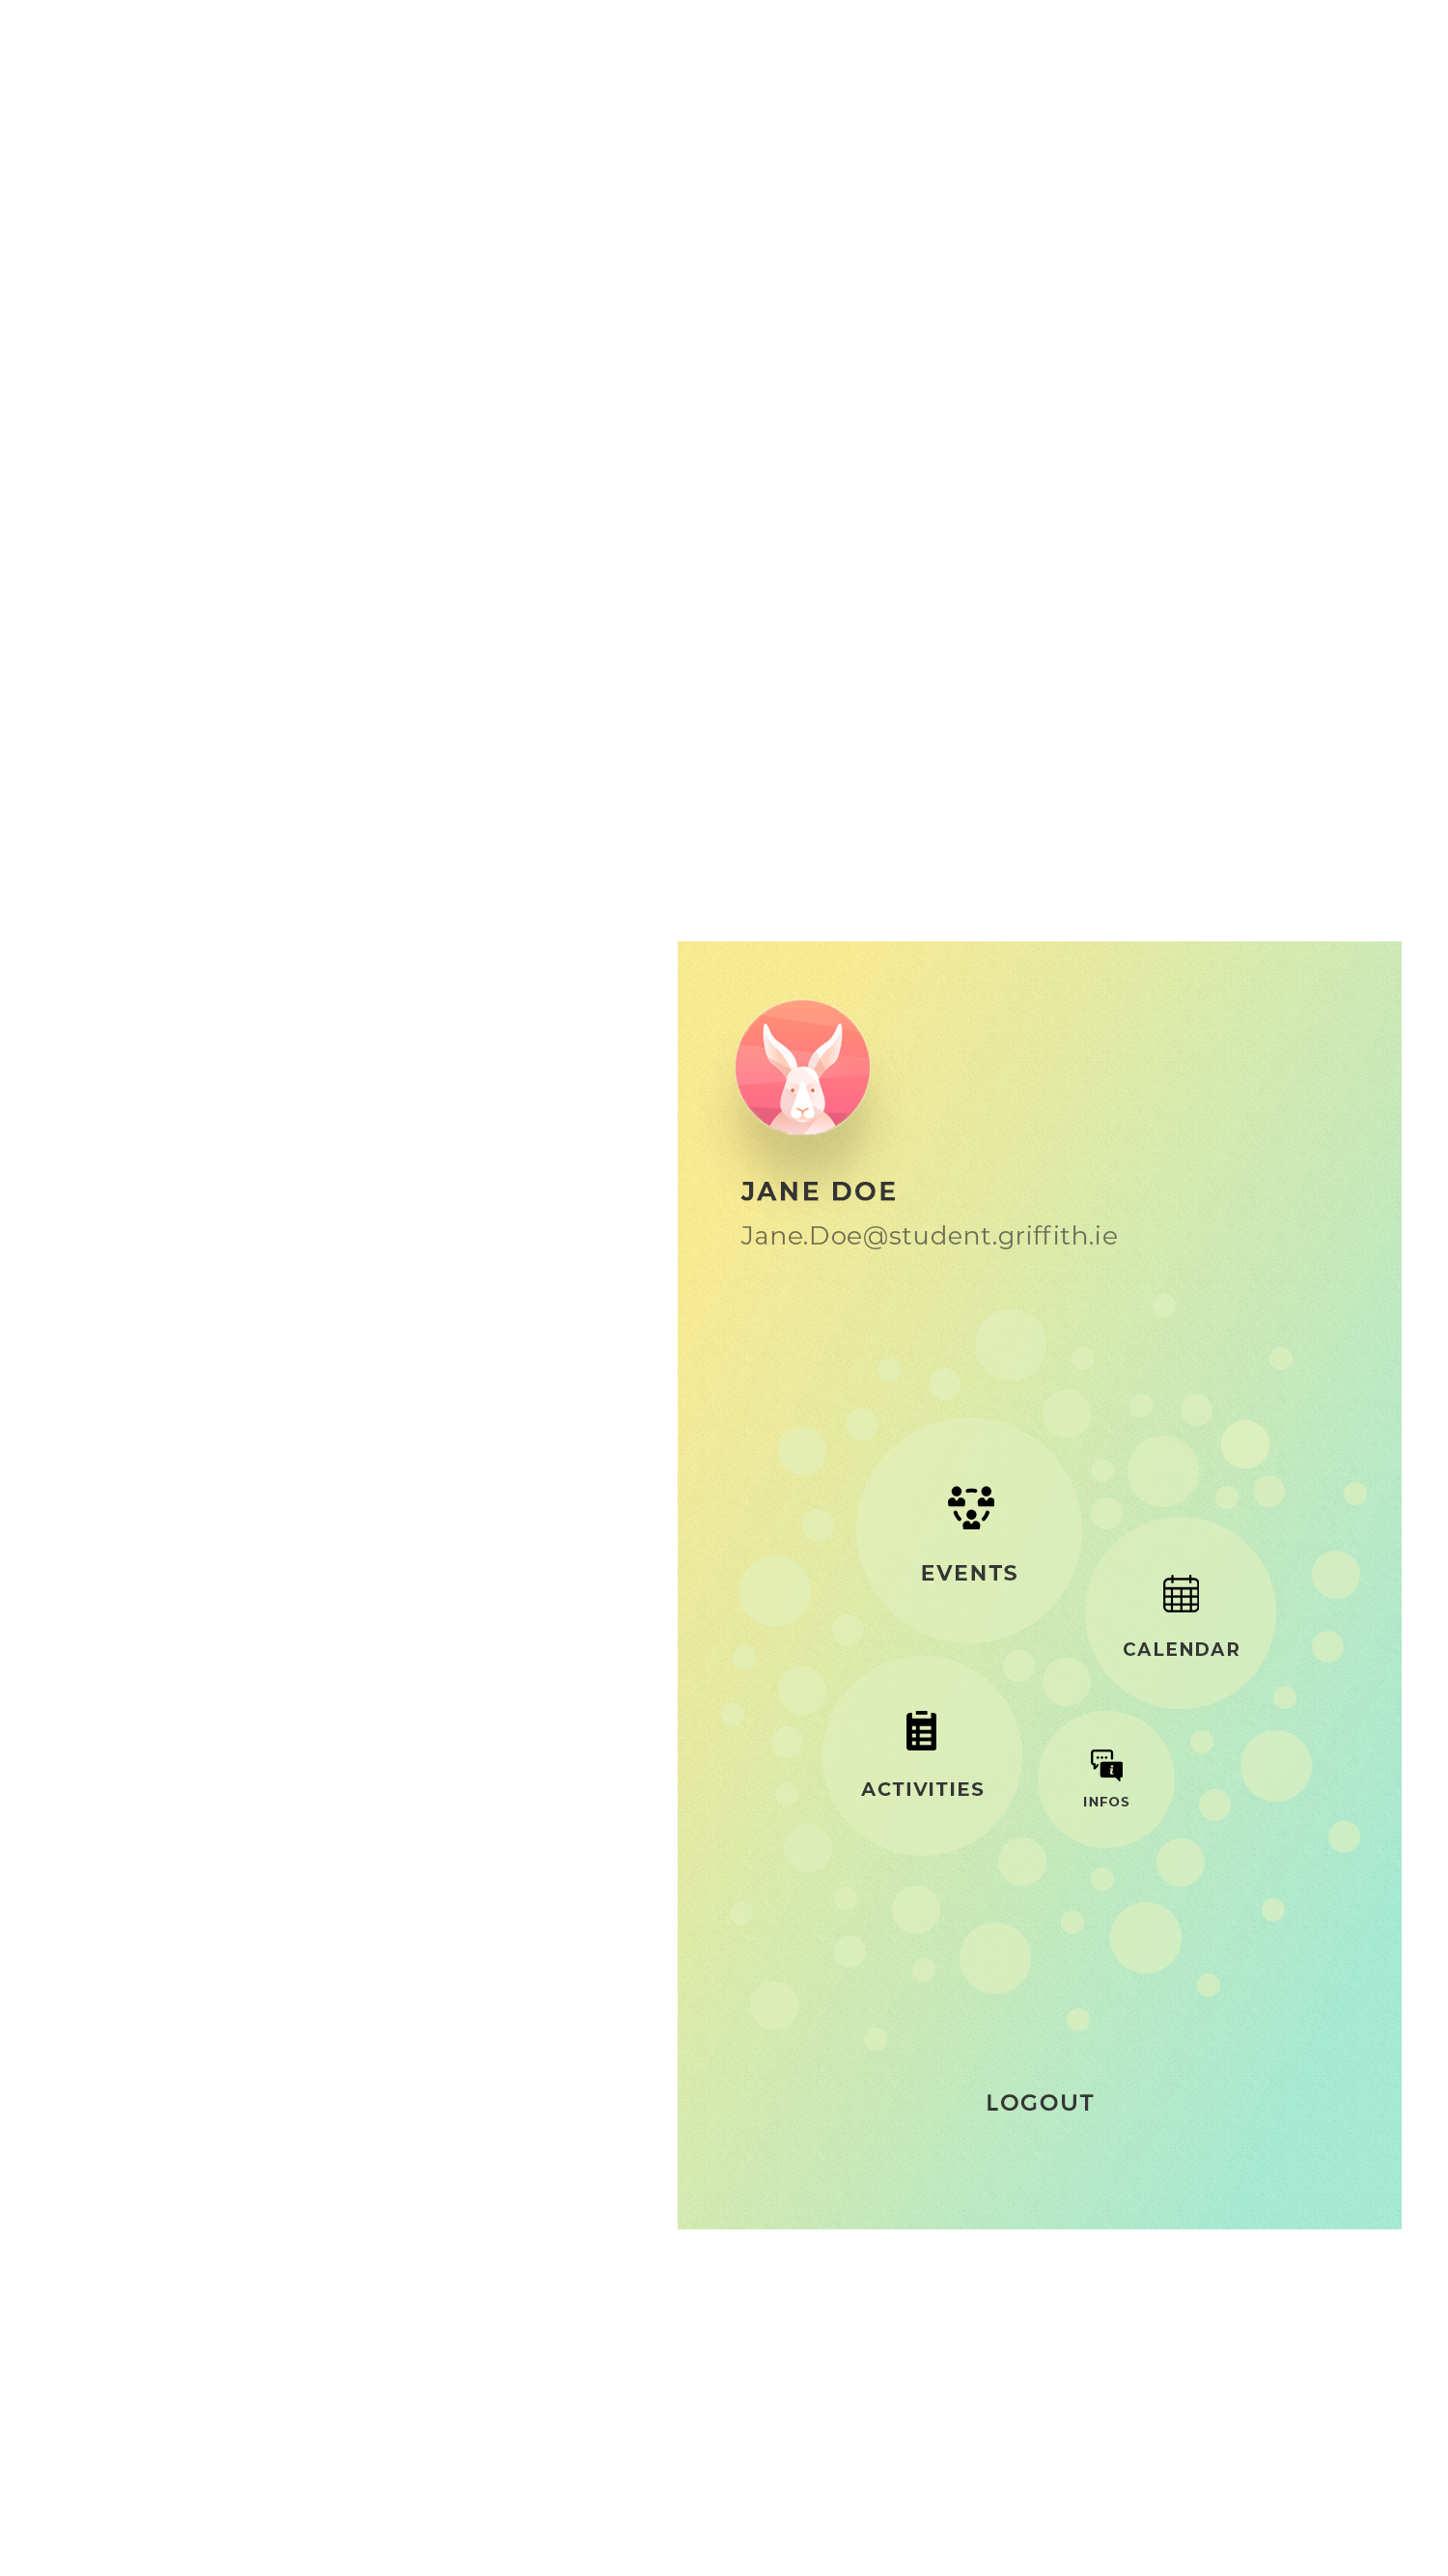 JANE DOE
Jane.Doe@student.griffith.ie
EVENTS
CALENDAR
ACTIVITIES
INFOS
LOGOUT